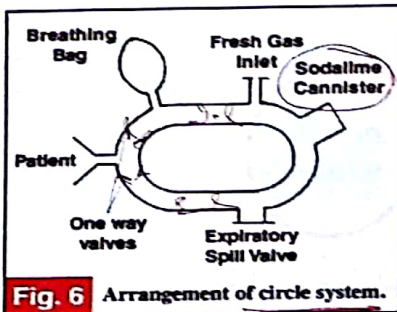 Breathing
Bag
Fresh Gas
Inlet
Sodalime
Cannister
Patient
One way
valves
Expiratory
Spill Valve
Fig. 6 Arrangement of circle system.